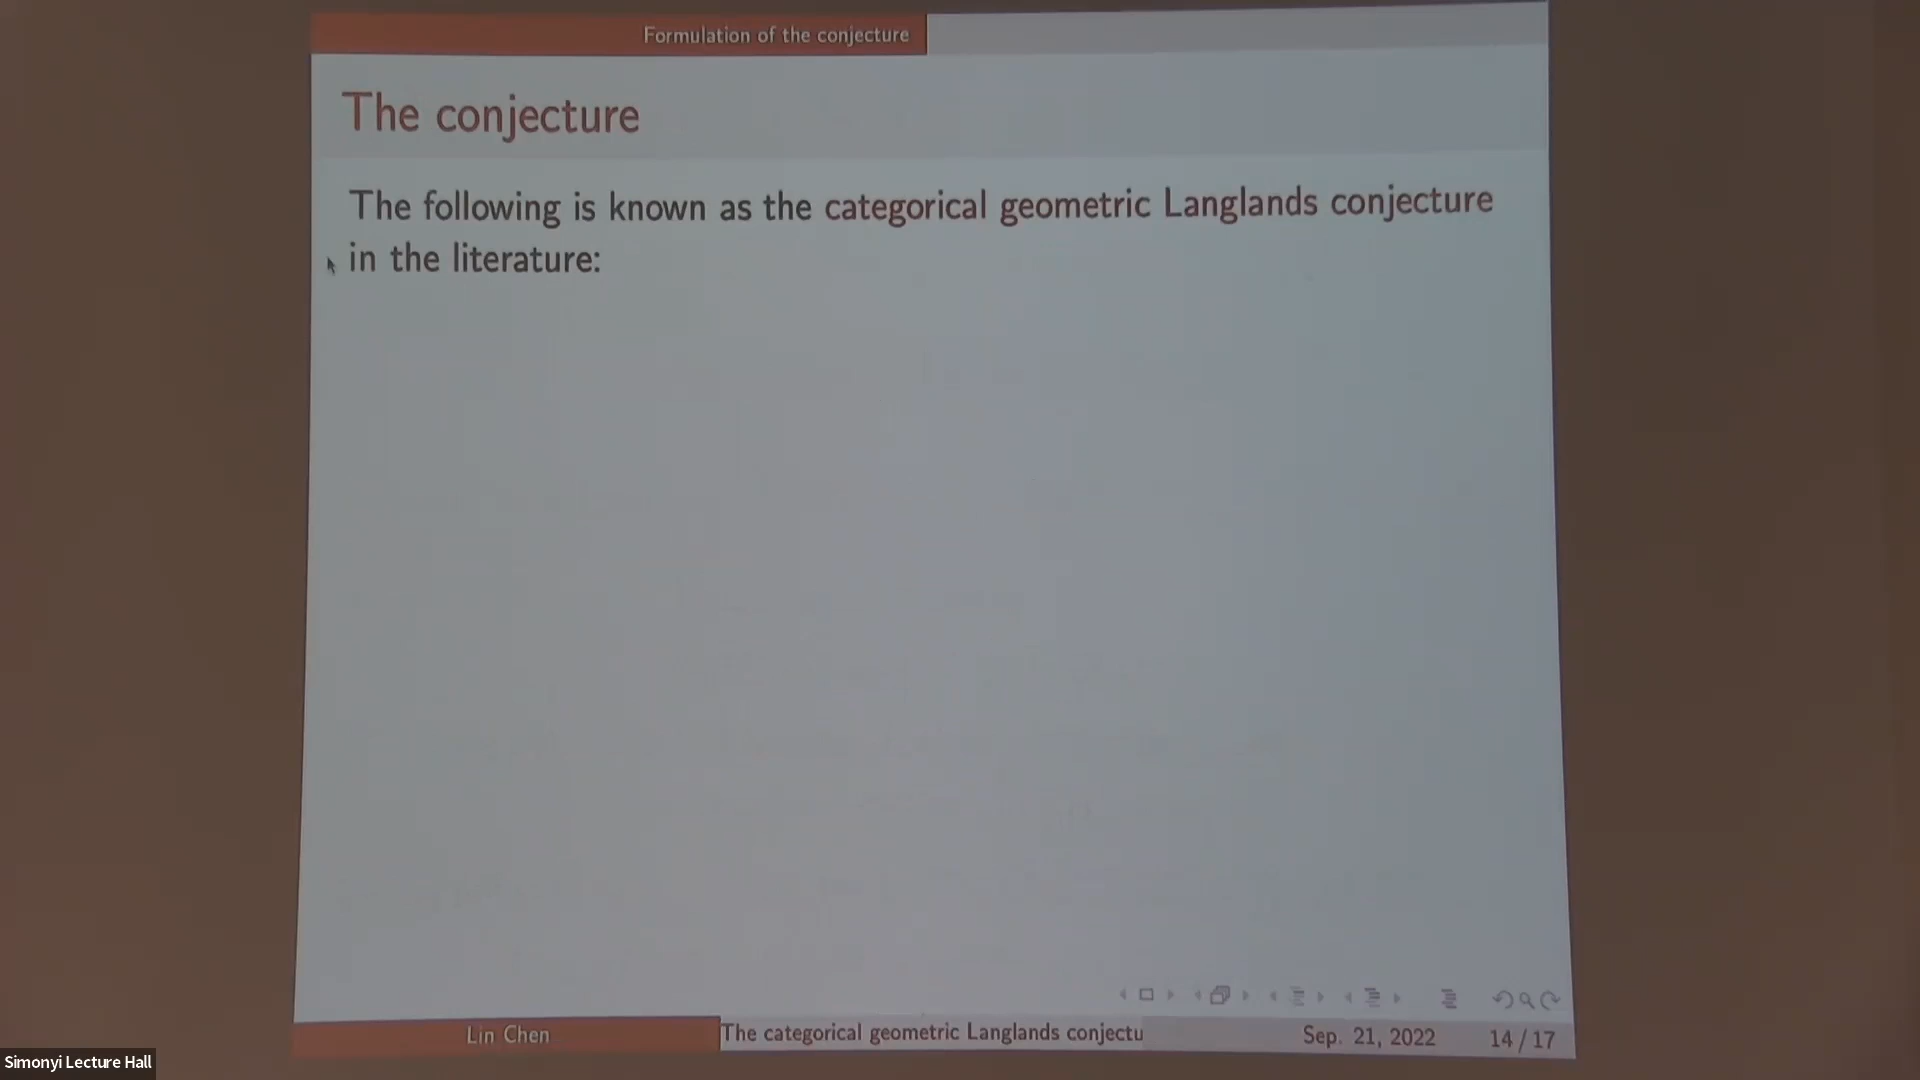 Formulation of the conjecture
The conjecture
The following is known as the categorical geometric Langlands conjecture
in the literature:
Lin Chen
The categorical geometric Langlands conjectu
Sep. 21, 2022
14 / 17
Simonyi Lecture Hall